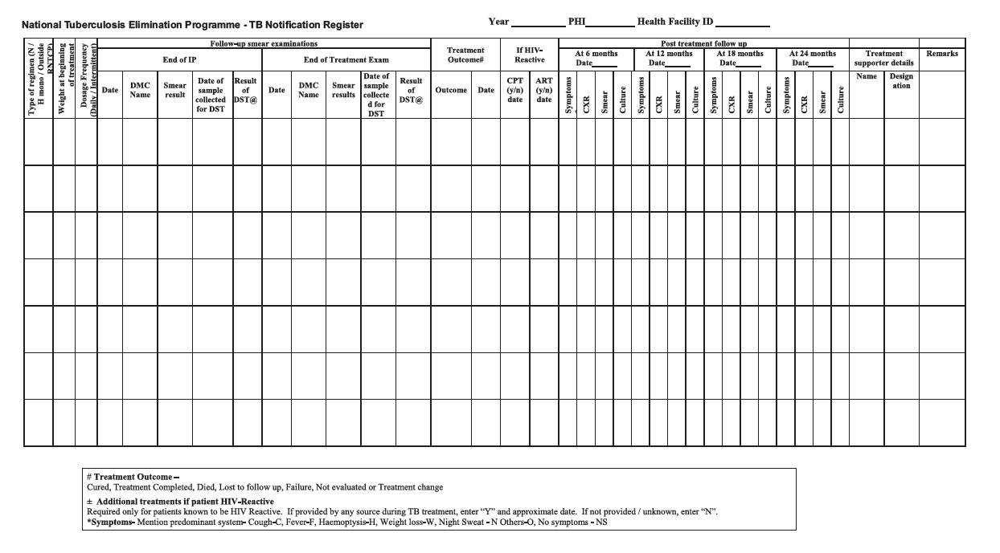 National Tuberculosis Elimination Programme - TB Notification Register
Year PHI Health Facility ID
Type of regimen (N /
H mono / Outside
RNTCP)
Weight at beginning
of treatment
Dosage Frequency
(Daily / Intermittent)
Follow-up smear examinations
End of IP
End of Treatment Exam
Date
DMC
Name
Smear
result
Date of
sample
collected
for DST
Result
of
DST@
Date
DMC
Name
Smear
results
Date of
sample
collecte
d for
DST
Result
of
DST@
Treatment
Outcome#
Outcome
Date
If HIV-
Reactive
CPT
(y/n)
date
ART
(y/n)
date
Post treatment follow up
At 6 months
Date
Symptoms
CXR
Smear
Culture
At 12 months
Date
Symptoms
CXR
Smear
Culture
At 18 months
Date
Symptoms
CXR
Smear
Culture
At 24 months
Date
Symptoms
CXR
Smear
Culture
Treatment
supporter details
Name
Design
ation
Remarks
# Treatment Outcome –
Cured, Treatment Completed, Died, Lost to follow up, Failure, Not evaluated or Treatment change
± Additional treatments if patient HIV-Reactive
Required only for patients known to be HIV Reactive. If provided by any source during TB treatment, enter “Y” and approximate date. If not provided / unknown, enter “N”.
*Symptoms- Mention predominant system- Cough-C, Fever-F, Haemoptysis-H, Weight loss-W, Night Sweat - N Others-O, No symptoms - NS